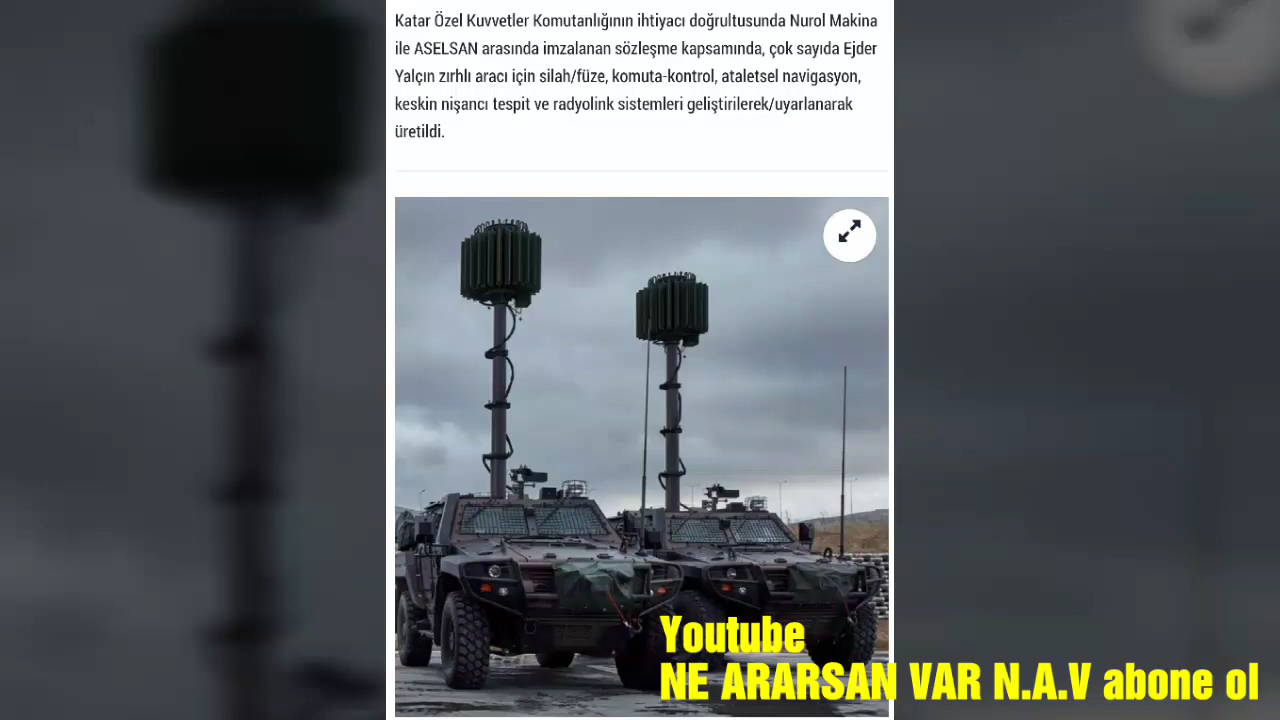 Katar Özel Kuvvetler Komutanlığının ihtiyacı doğrultusunda Nurol Makina
ile ASELSAN arasında imzalanan sözleşme kapsamında, çok sayıda Ejder
Yalçın zırhlı aracı için silah/füze, komuta-kontrol, ataletsel navigasyon,
keskin nişancı tespit ve radyolink sistemleri geliştirilerek/uyarlanarak
üretildi.
Youtube
NE ARARSAN VAR N.A.V abone ol